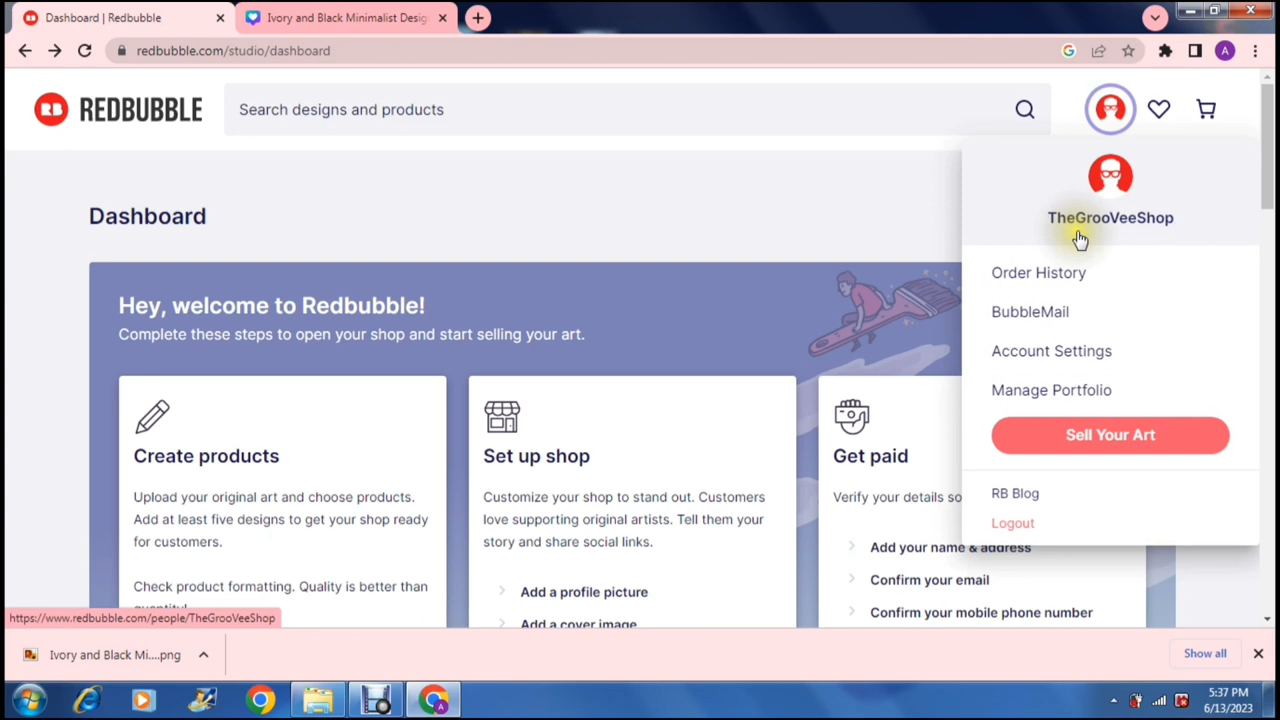 Dashboard | Redbubble
Ivory and Black Minimalist Desig
redbubble.com/studio/dashboard
A
RB REDBUBBLE
Search designs and products
TheGrooVeeShop
Dashboard
Order History
BubbleMail
Account Settings
Manage Portfolio
Sell Your Art
RB Blog
Logout
Hey, welcome to Redbubble!
Complete these steps to open your shop and start selling your art.
Create products
Upload your original art and choose products.
Add at least five designs to get your shop ready
for customers.
Check product formatting. Quality is better than
quantity!
Set up shop
Customize your shop to stand out. Customers
love supporting original artists. Tell them your
story and share social links.
Add a profile picture
Add a cover image
Get paid
Verify your details so
Add your name & address
Confirm your email
Confirm your mobile phone number
https://www.redbubble.com/people/TheGrooVeeShop
Ivory and Black Mi....png
Show all
5:37 PM
6/13/2023